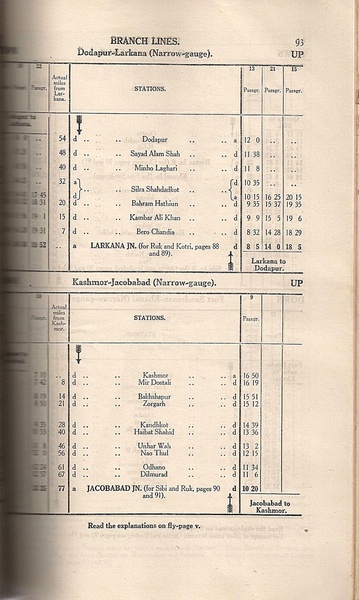 BRANCH LINES. 93
Dodapur-Larkana (Narrow-gauge). UP
Actual miles from Lar-kana. STATIONS. 13 21 15
Passgr. Passgr. Passgr.
54 d .. .. Dodapur .. .. a 12 0 .. ..
48 d .. .. Sayad Alam Shah .. .. d 11 38 .. ..
40 d .. .. Minho Laghari .. .. d 11 8 .. ..
32 a d .. .. Silra Shahdadkot .. .. d 10 35 .. ..
a 10 15 16 25 20 15
20 d .. .. Bahram Hathiun .. .. d 9 35 15 37 19 35
15 d .. .. Kambar Ali Khan .. .. d 9 9 15 5 19 6
7 d .. .. Bero Chandia .. .. d 8 32 14 28 18 29
.. a LARKANA JN. (for Ruk and Kotri, pages 88 and 89). d 8 5 14 0 18 5
Larkana to Dodapur.
Kashmor-Jacobabad (Narrow-gauge). UP
Actual miles from Kash-mor. STATIONS. 9
Passgr.
d .. .. Kashmor .. .. a 16 50
8 d .. .. Mir Dostali .. .. d 16 19
14 d .. .. Bakhshapur .. .. d 15 51
21 d .. .. Zorgarh .. .. d 15 12
28 d .. .. Kandhkot .. .. d 14 39
40 d .. .. Haibat Shahid .. .. d 13 36
46 d .. .. Unhar Wah .. .. d 13 2
56 d .. .. Nao Thul .. .. d 12 15
61 d .. .. Odhano .. .. d 11 34
67 d .. .. Dilmurad .. .. d 11 6
77 a JACOBABAD JN. (for Sibi and Ruk, pages 90 and 91). d 10 20
Jacobabad to Kashmor.
Read the explanations on fly-page v.